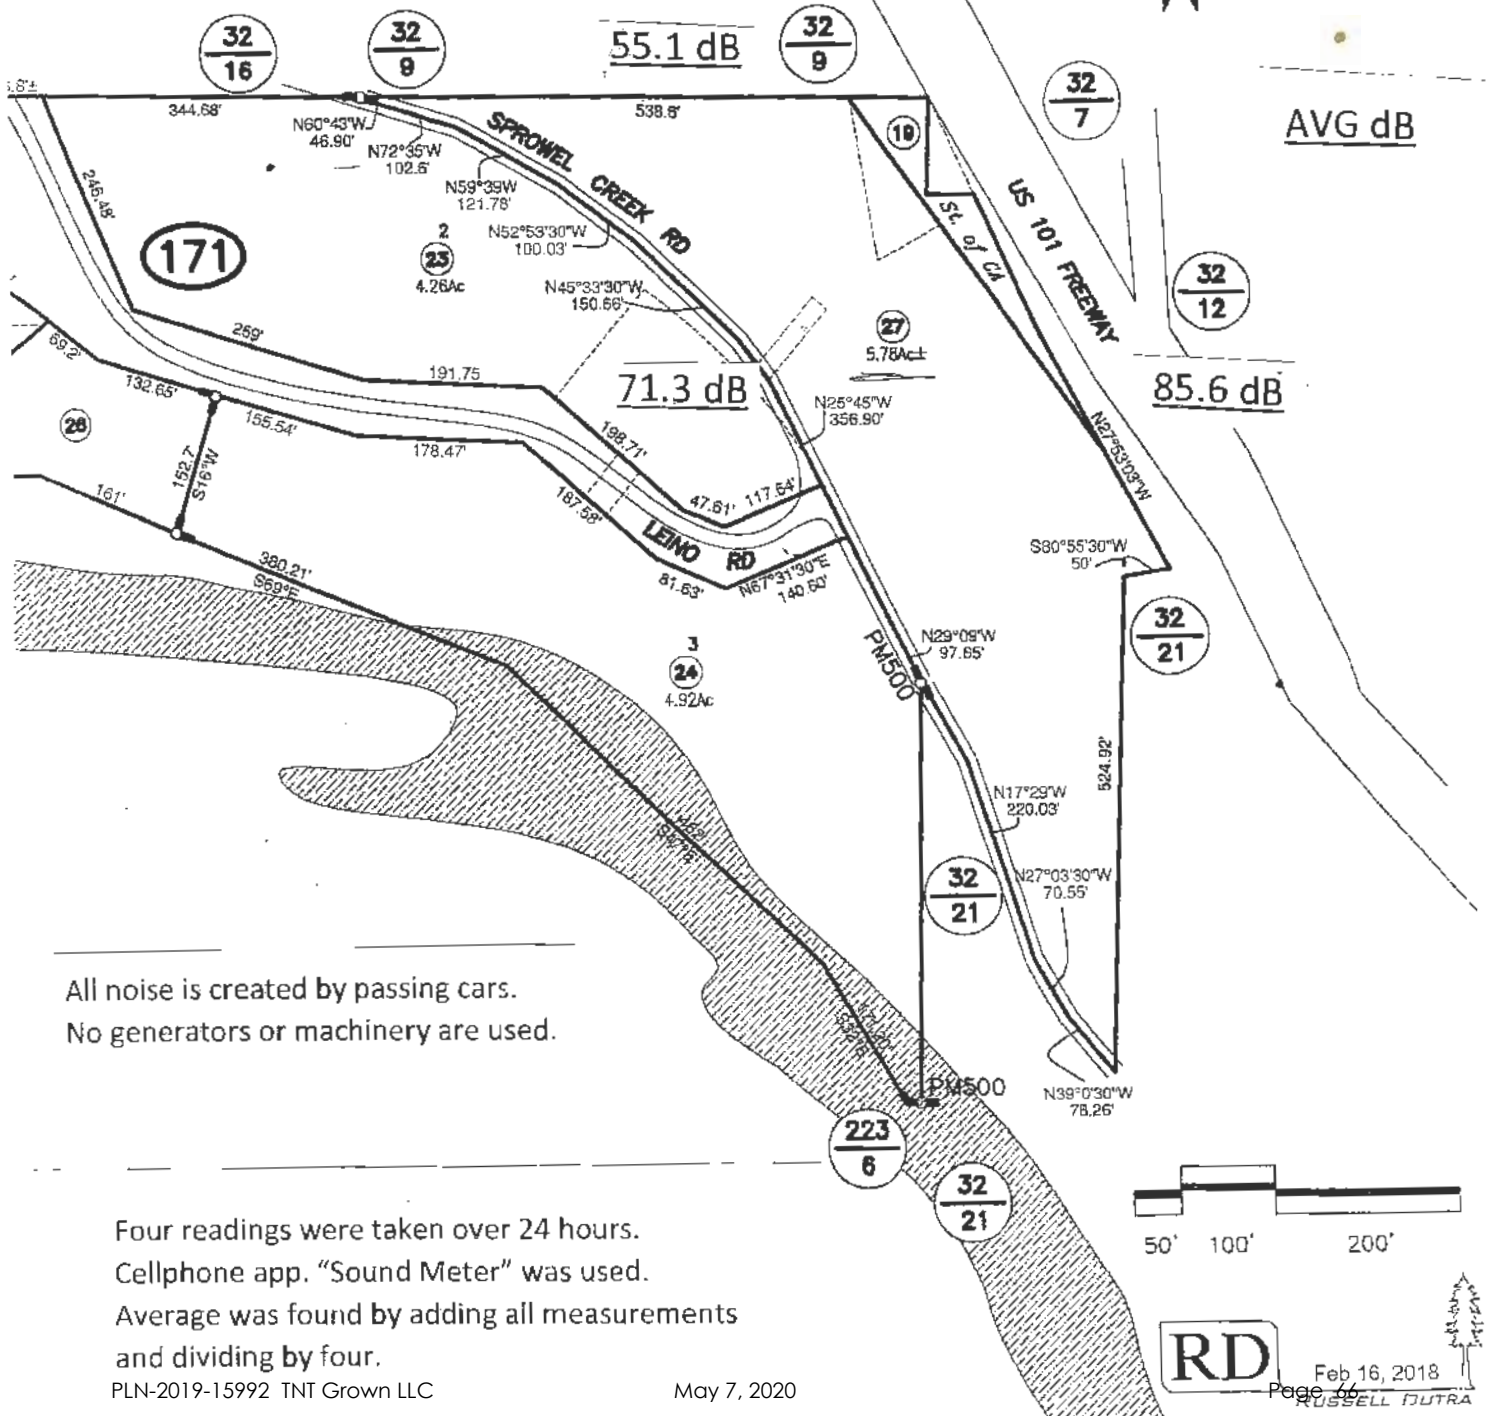 32
16
32
9
55.1 dB
32
9
32
7
AVG dB
344.68'
538.6'
N60°43'W
46.90'
N72°35'W
102.6'
SPROWEL CREEK RD
19
N59°39W
121.78'
246.48'
St. of CA
US 101 FREEWAY
171
2
23
4.26Ac
N52°53'30"W
100.03'
N45°33'30"W
150.66'
32
12
27
5.78Ac±
259'
69.2'
132.65'
191.75
71.3 dB
85.6 dB
N25°45"W
356.90'
26
155.54'
178.47'
198.71'
N27°53'03"W
152.7'
S16°W
161'
187.58'
47.61'
117.64'
LEINO RD
S80°55'30"W
50'
380.21'
S69°E
81.63'
N67°31'30"E
140.60'
32
21
3
24
4.92Ac
PM500
N29°09"W
97.65'
524.92'
N17°29"W
220.03'
32
21
N27°03'30"W
70.55'
All noise is created by passing cars.
No generators or machinery are used.
PM500
N39°0'30"W
78.26'
223
6
32
21
50'
100'
200'
Four readings were taken over 24 hours.
Cellphone app. “Sound Meter” was used.
Average was found by adding all measurements
and dividing by four.
RD
Feb 16, 2018
RUSSELL DUTRA
PLN-2019-15992 TNT Grown LLC
May 7, 2020
Page 66